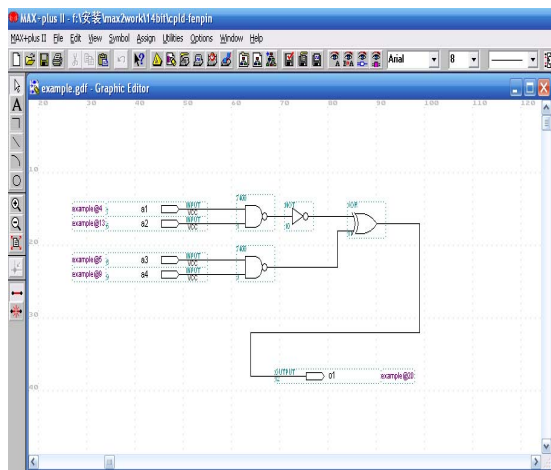 MAX+plus II - f:\安装\max2work\14bit\cpld-fenpin
MAX+plus II File Edit View Symbol Assign Utilities Options Window Help
Arial 8
example.gdf - Graphic Editor
20 30 40 50 60 70 80 90 100 110 120
10
example@4 a1 INPUT VCC
example@13 a2 INPUT VCC
NOT
20
example@5 a3 INPUT VCC
example@9 a4 INPUT VCC
30
OUTPUT o1 example@20
40